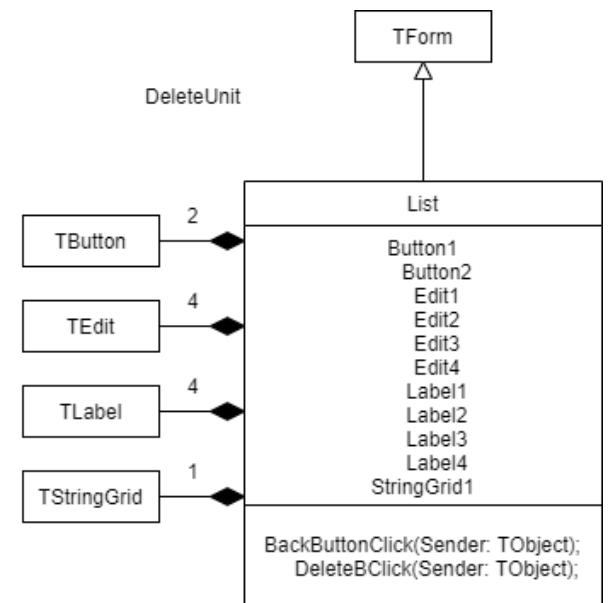 TForm
DeleteUnit
List
2
TButton
4
TEdit
4
TLabel
1
TStringGrid
Button1
Button2
Edit1
Edit2
Edit3
Edit4
Label1
Label2
Label3
Label4
StringGrid1
BackButtonClick(Sender: TObject);
DeleteBClick(Sender: TObject);